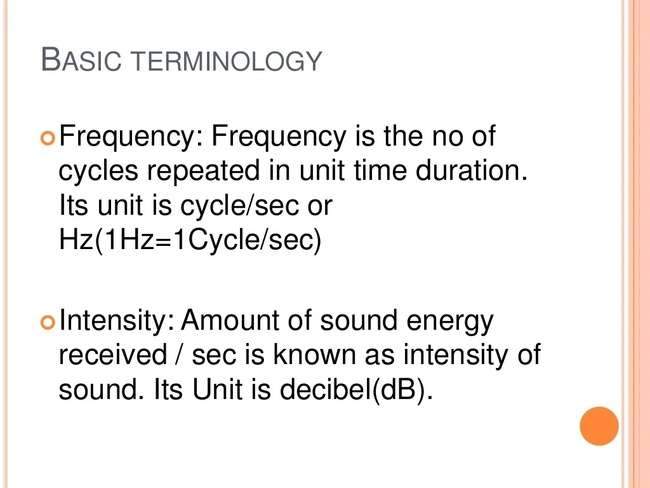 BASIC TERMINOLOGY
Frequency: Frequency is the no of
cycles repeated in unit time duration.
Its unit is cycle/sec or
Hz(1Hz=1Cycle/sec)
Intensity: Amount of sound energy
received / sec is known as intensity of
sound. Its Unit is decibel(dB).